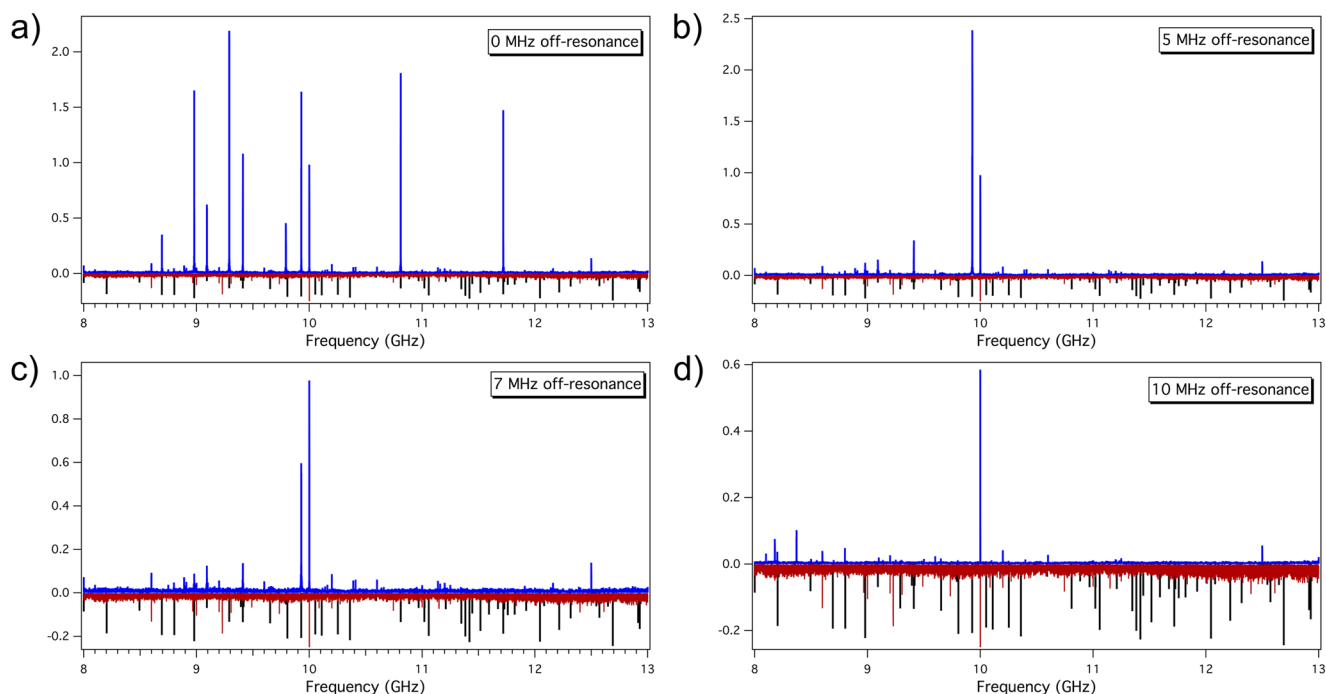 a)
0 MHz off-resonance
2.0
1.5
1.0
0.5
0.0
8 9 10 11 12 13
Frequency (GHz)
b)
5 MHz off-resonance
2.5
2.0
1.5
1.0
0.5
0.0
8 9 10 11 12 13
Frequency (GHz)
c)
7 MHz off-resonance
1.0
0.8
0.6
0.4
0.2
0.0
-0.2
8 9 10 11 12 13
Frequency (GHz)
d)
10 MHz off-resonance
0.6
0.4
0.2
0.0
-0.2
8 9 10 11 12 13
Frequency (GHz)